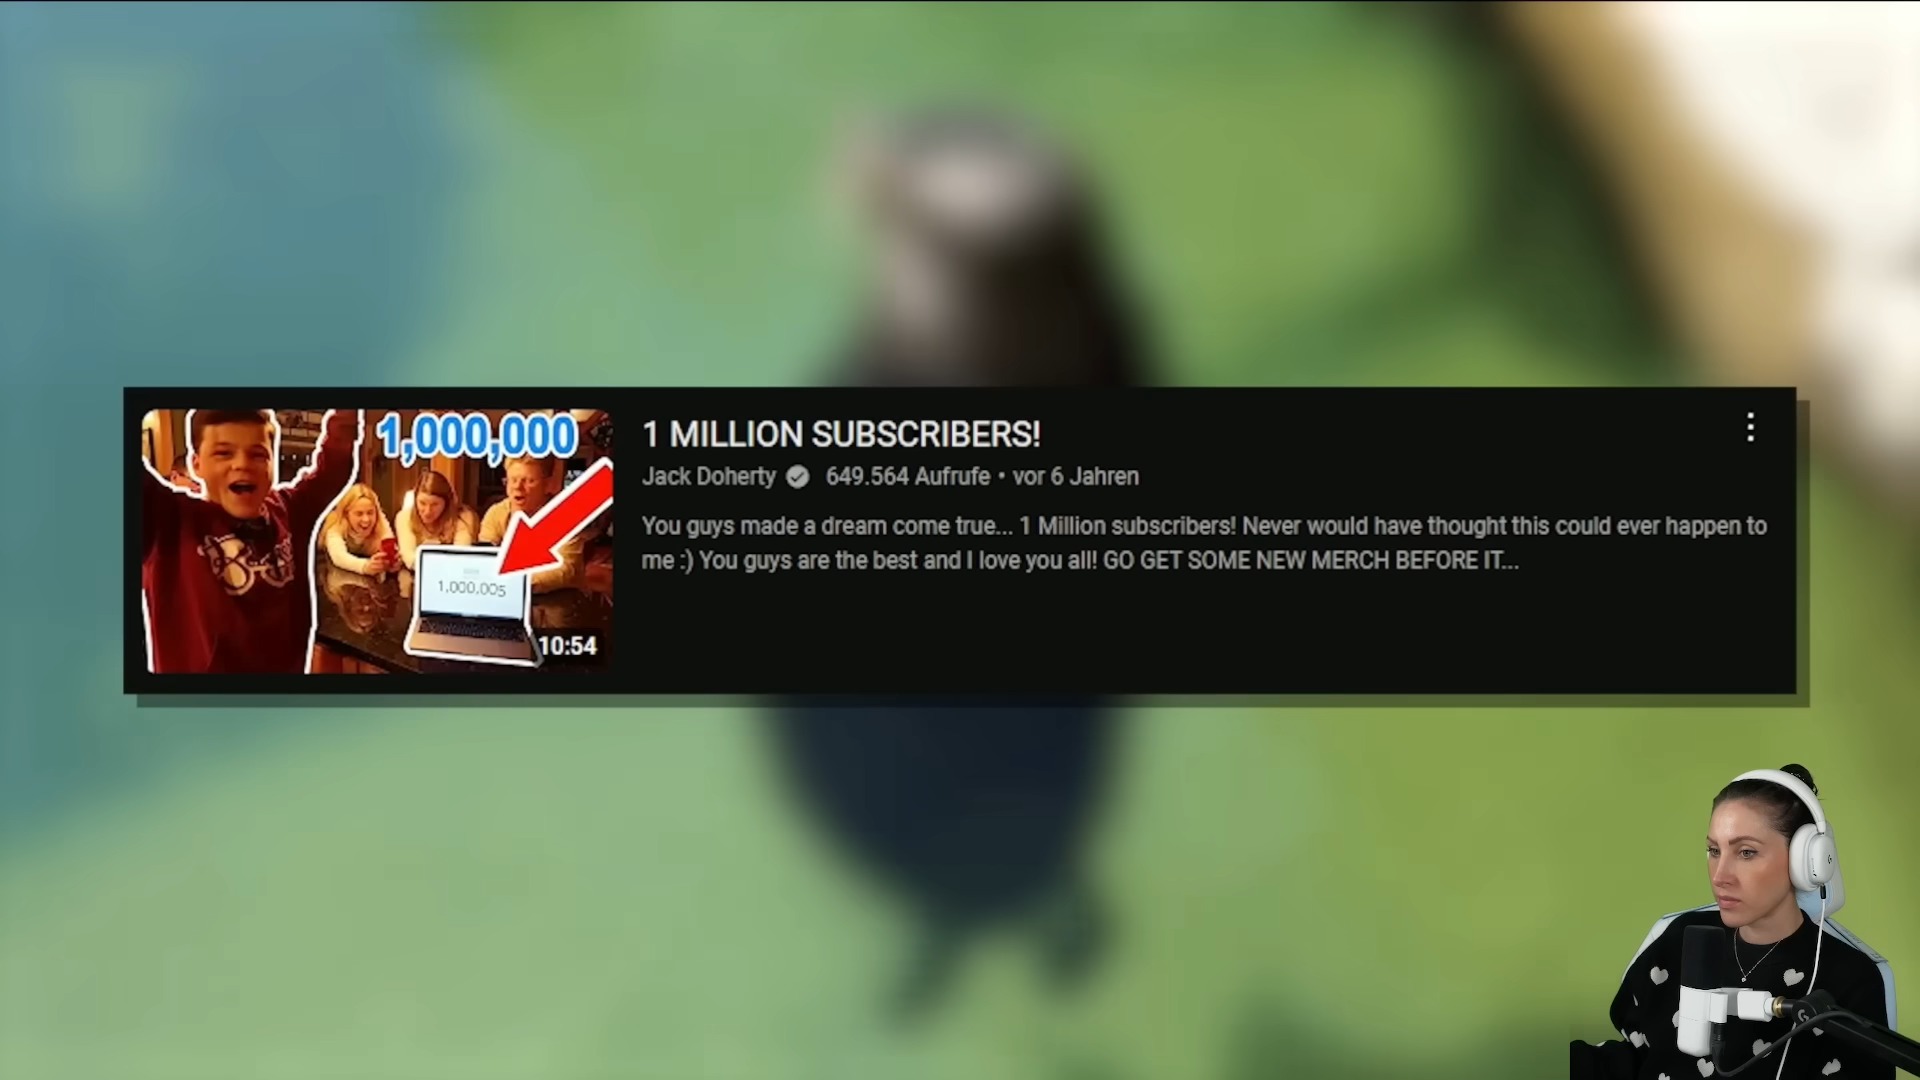 1,000,000
1,000,005
10:54
1 MILLION SUBSCRIBERS!
Jack Doherty 649.564 Aufrufe • vor 6 Jahren
You guys made a dream come true... 1 Million subscribers! Never would have thought this could ever happen to
me :) You guys are the best and I love you all! GO GET SOME NEW MERCH BEFORE IT...